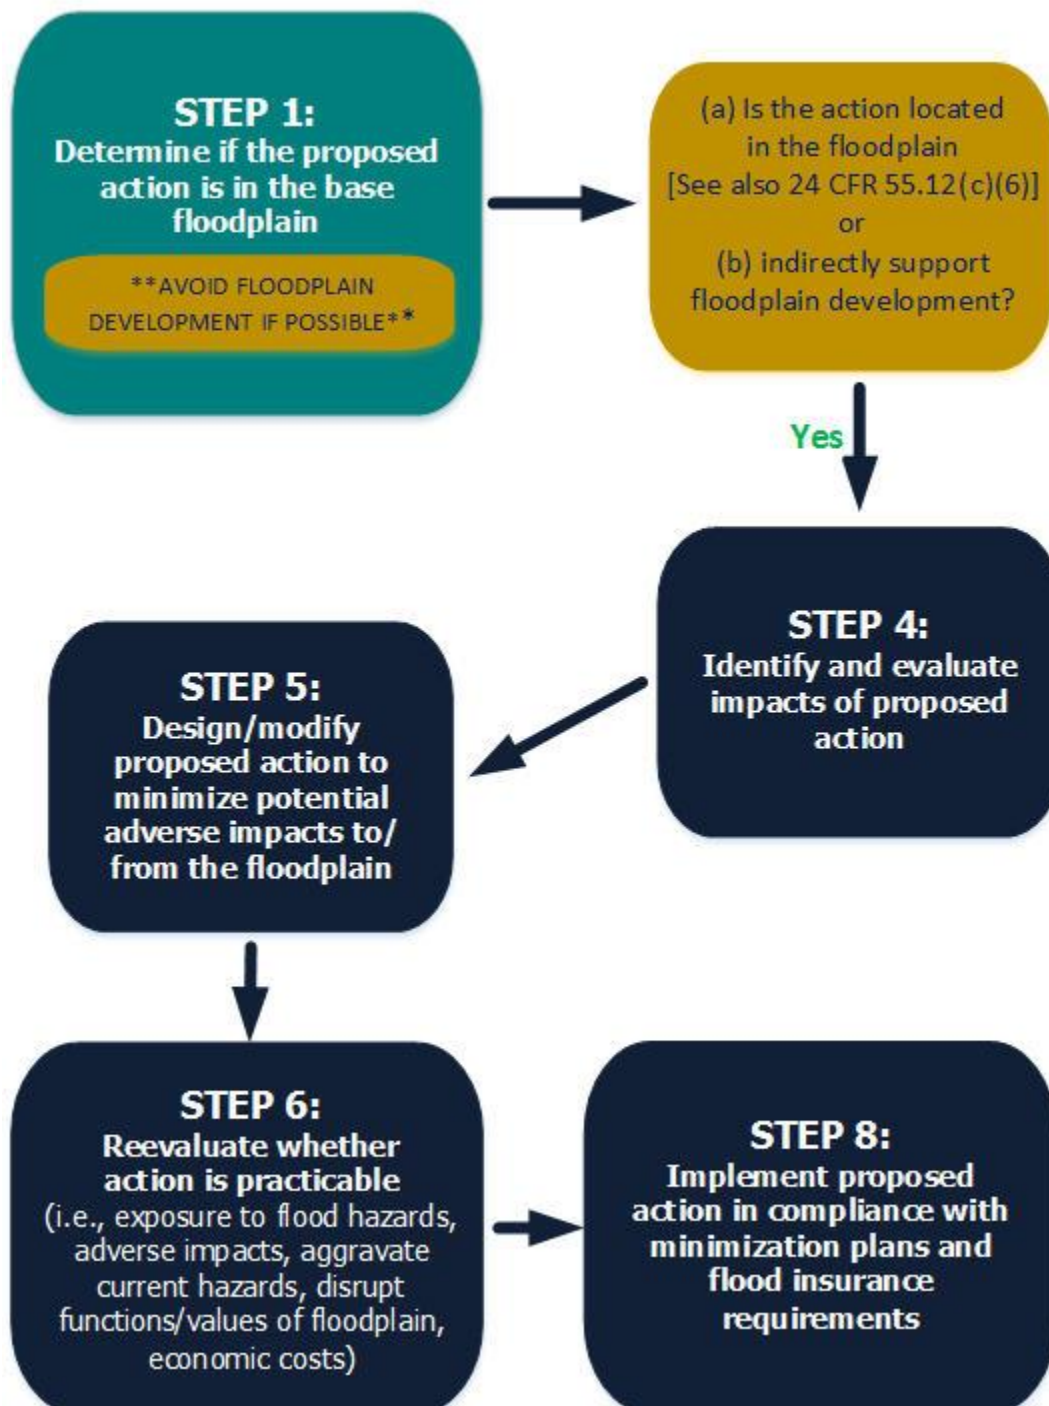 STEP 1:
Determine if the proposed
action is in the base
floodplain
**AVOID FLOODPLAIN
DEVELOPMENT IF POSSIBLE**
(a) Is the action located
in the floodplain
[See also 24 CFR 55.12(c)(6)]
or
(b) indirectly support
floodplain development?
Yes
STEP 4:
Identify and evaluate
impacts of proposed
action
STEP 5:
Design/modify
proposed action to
minimize potential
adverse impacts to/
from the floodplain
STEP 6:
Reevaluate whether
action is practicable
(i.e., exposure to flood hazards,
adverse impacts, aggravate
current hazards, disrupt
functions/values of floodplain,
economic costs)
STEP 8:
Implement proposed
action in compliance with
minimization plans and
flood insurance
requirements